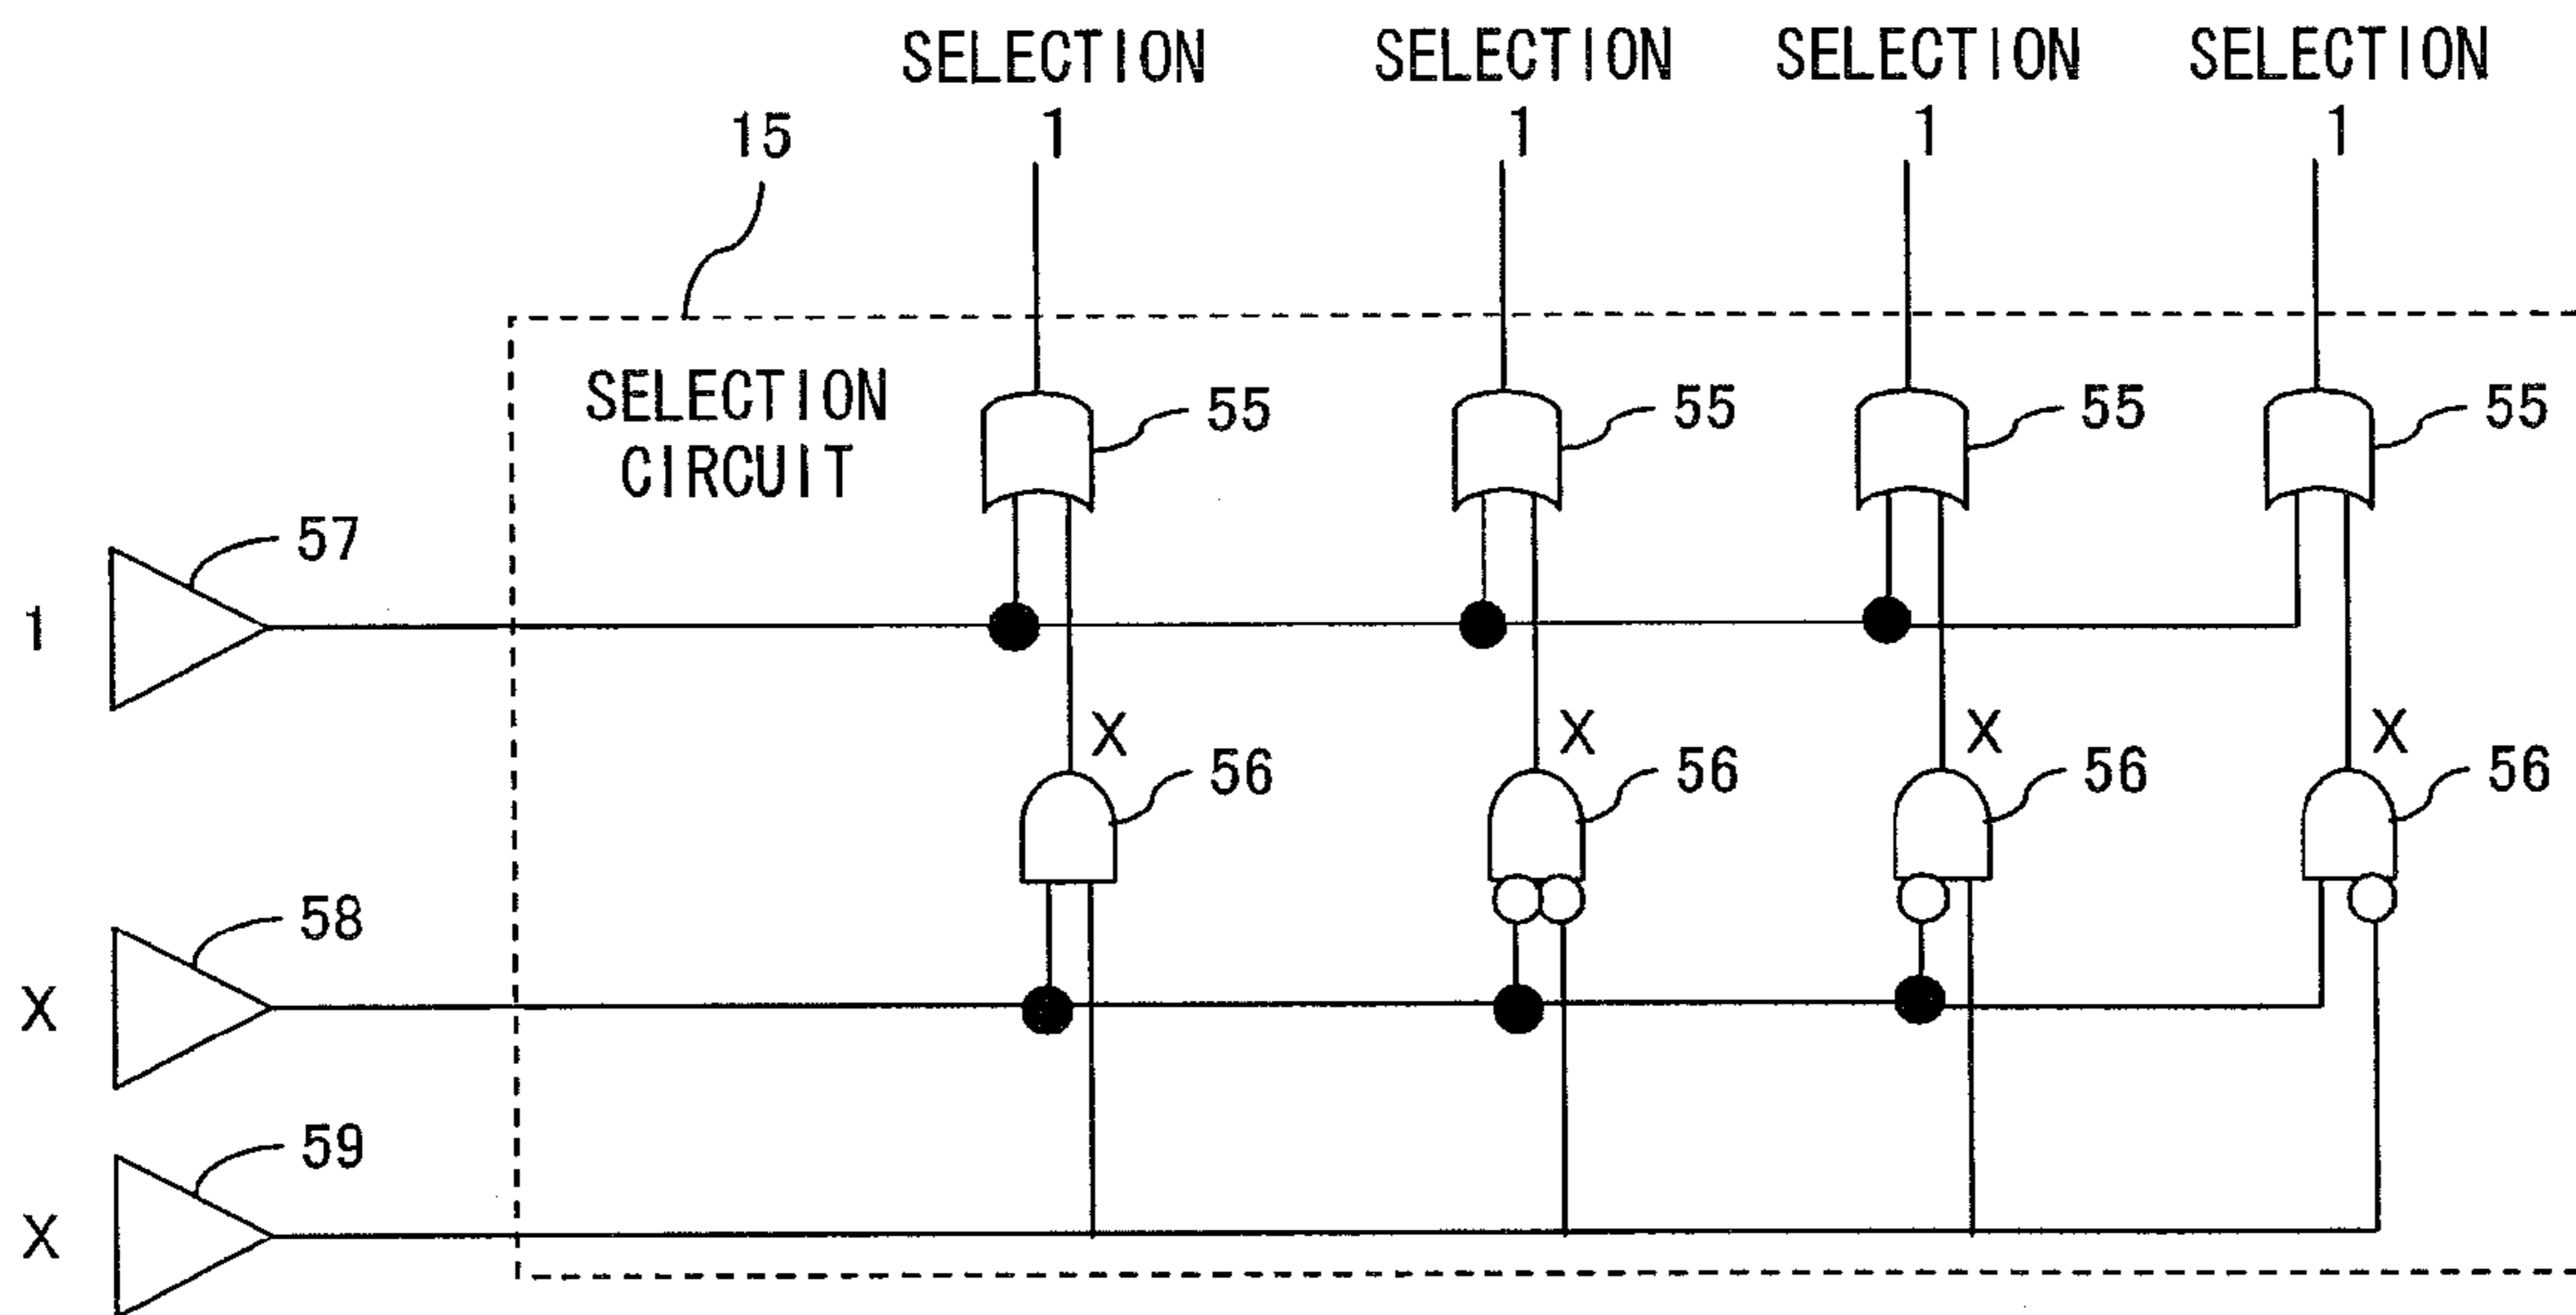 SELECTION SELECTION SELECTION SELECTION
15 1 1 1 1
SELECTION
CIRCUIT
55 55 55 55
57
1
X X X X
56 56 56 56
58
X
59
X